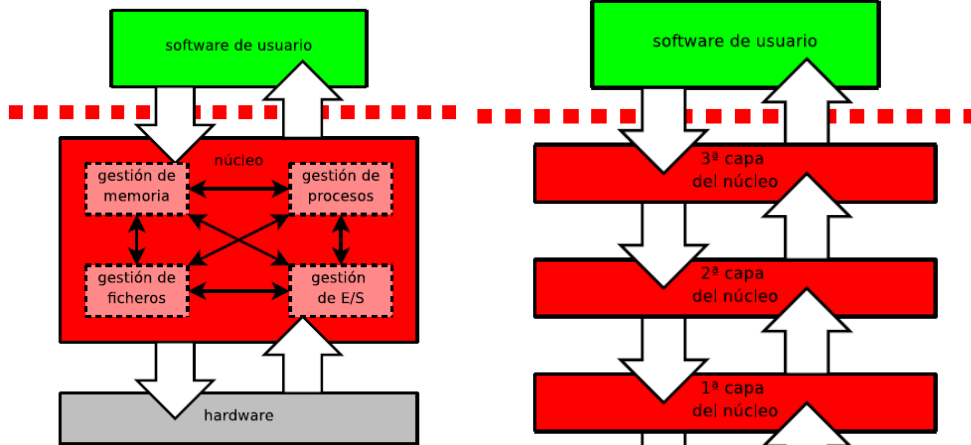 software de usuario
núcleo
gestión de
memoria
gestión de
procesos
gestión de
ficheros
gestión
de E/S
hardware
software de usuario
3ª capa
del núcleo
2ª capa
del núcleo
1ª capa
del núcleo